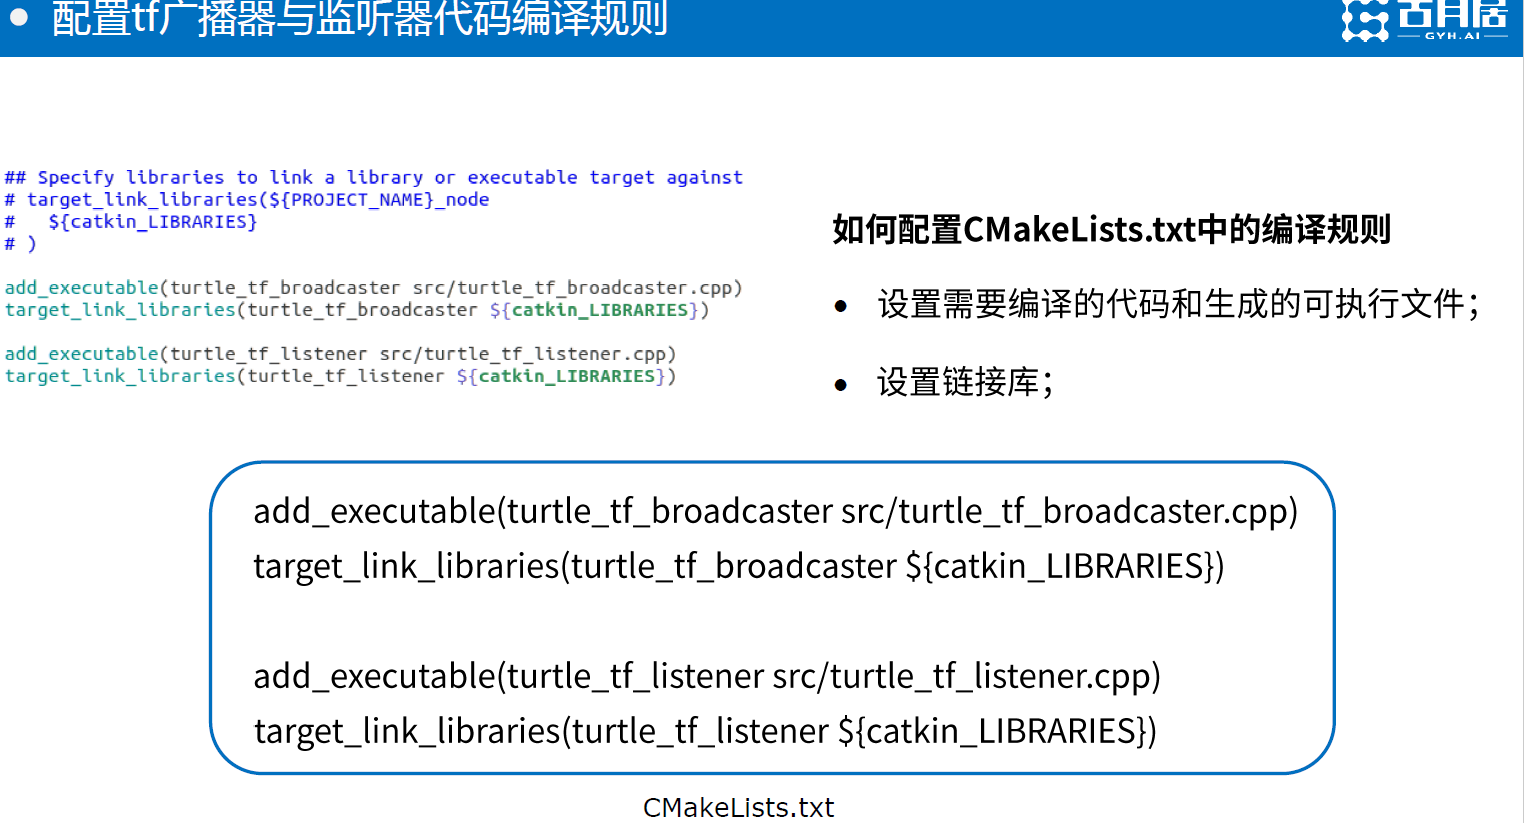 配置tf广播器与监听器代码编译规则
古月居
GYH.AI
## Specify libraries to link a library or executable target against
# target_link_libraries(${PROJECT_NAME}_node
#   ${catkin_LIBRARIES}
# )
add_executable(turtle_tf_broadcaster src/turtle_tf_broadcaster.cpp)
target_link_libraries(turtle_tf_broadcaster ${catkin_LIBRARIES})
add_executable(turtle_tf_listener src/turtle_tf_listener.cpp)
target_link_libraries(turtle_tf_listener ${catkin_LIBRARIES})
如何配置CMakeLists.txt中的编译规则
• 设置需要编译的代码和生成的可执行文件；
• 设置链接库；
add_executable(turtle_tf_broadcaster src/turtle_tf_broadcaster.cpp)
target_link_libraries(turtle_tf_broadcaster ${catkin_LIBRARIES})
add_executable(turtle_tf_listener src/turtle_tf_listener.cpp)
target_link_libraries(turtle_tf_listener ${catkin_LIBRARIES})
CMakeLists.txt